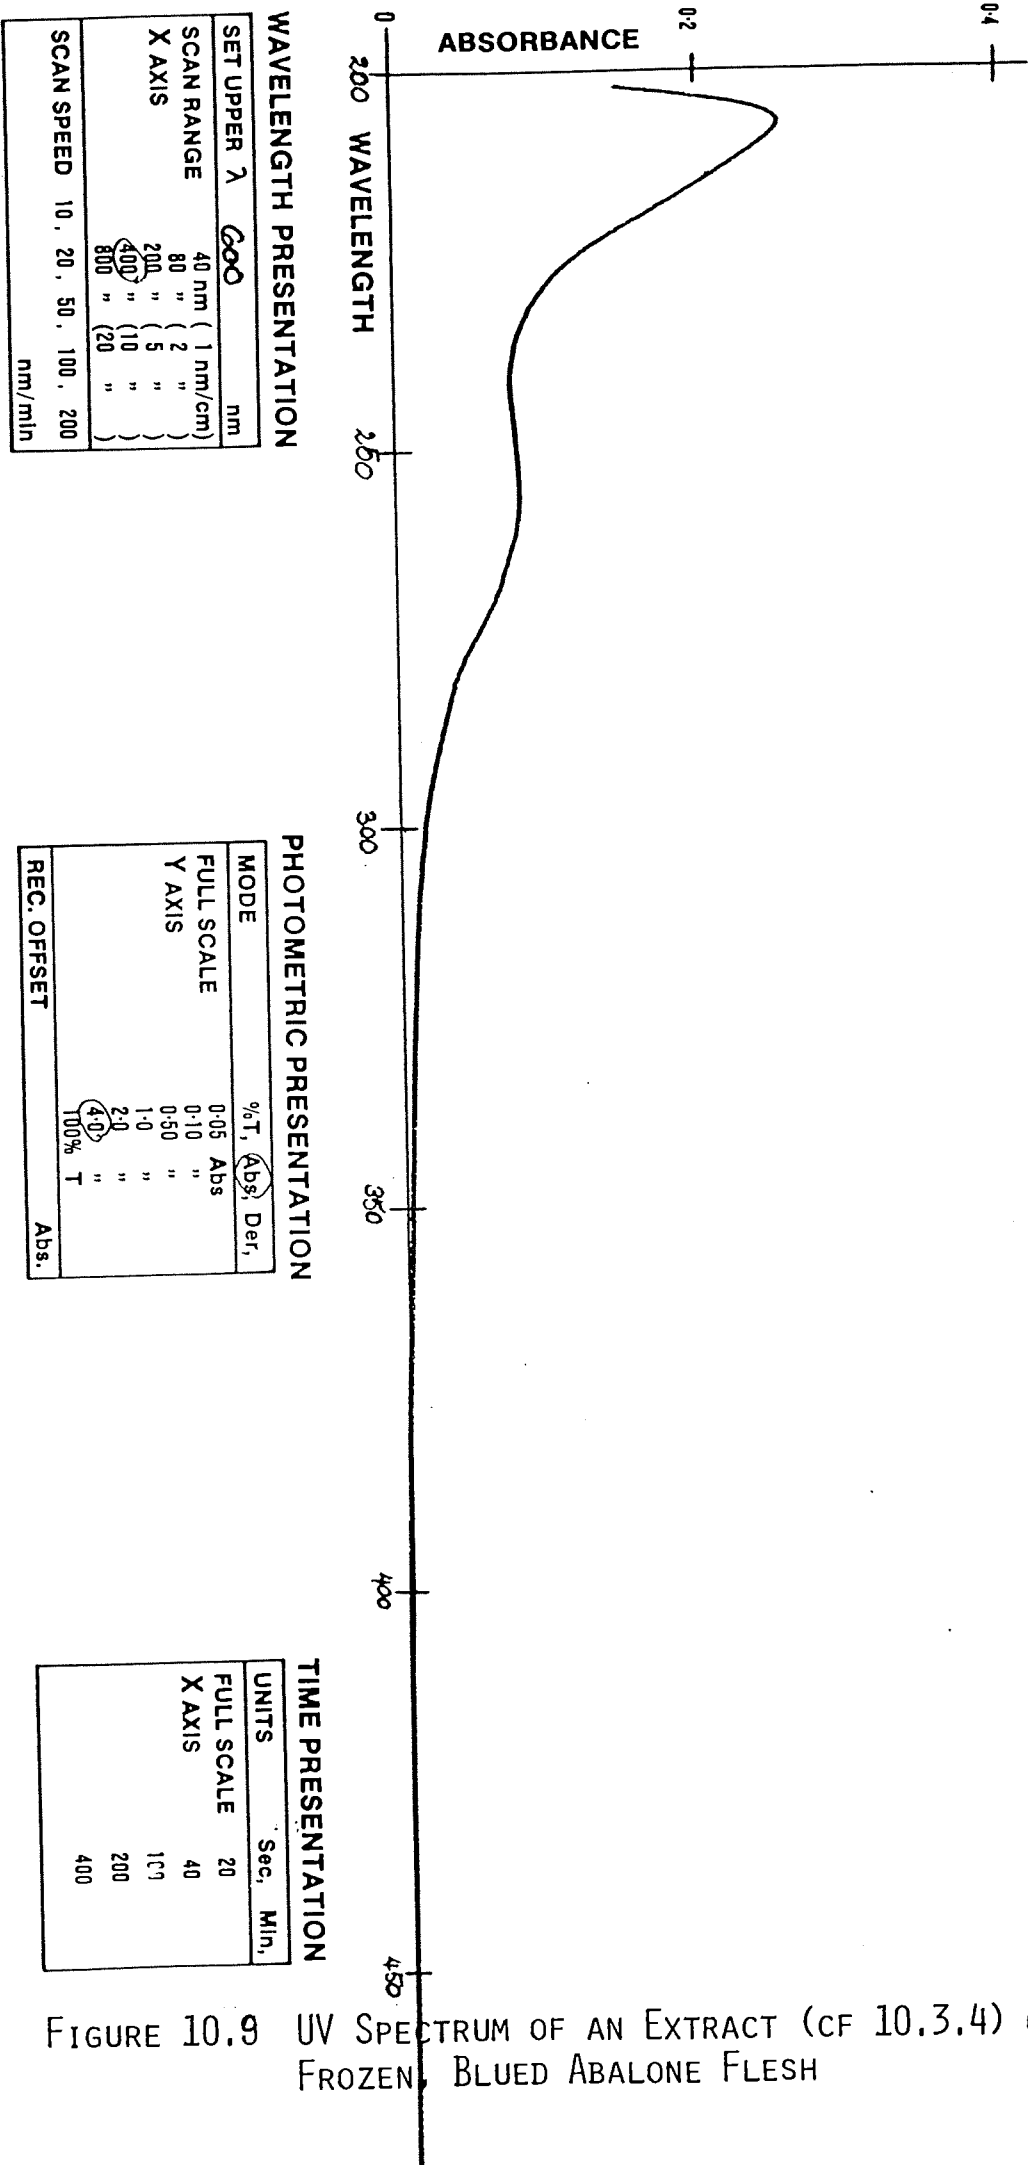 0
ABSORBANCE
0·2
0·4
200 WAVELENGTH
250
300
350
400
450
WAVELENGTH PRESENTATION
SET UPPER λ 600 nm
SCAN RANGE 40 nm ( 1 nm/cm)
X AXIS 80 „ ( 2 „ )
200 „ ( 5 „ )
400 „ (10 „ )
800 „ (20 „ )
SCAN SPEED 10, 20, 50, 100, 200
nm/min
PHOTOMETRIC PRESENTATION
MODE %T, Abs, Der,
FULL SCALE 0·05 Abs
Y AXIS 0·10 „
0·50 „
1·0 „
2·0 „
4·0 „
100% T
REC. OFFSET Abs.
TIME PRESENTATION
UNITS Sec, Min,
FULL SCALE 20
X AXIS 40
100
200
400
FIGURE 10.9 UV SPECTRUM OF AN EXTRACT (CF 10.3.4)
FROZEN, BLUED ABALONE FLESH